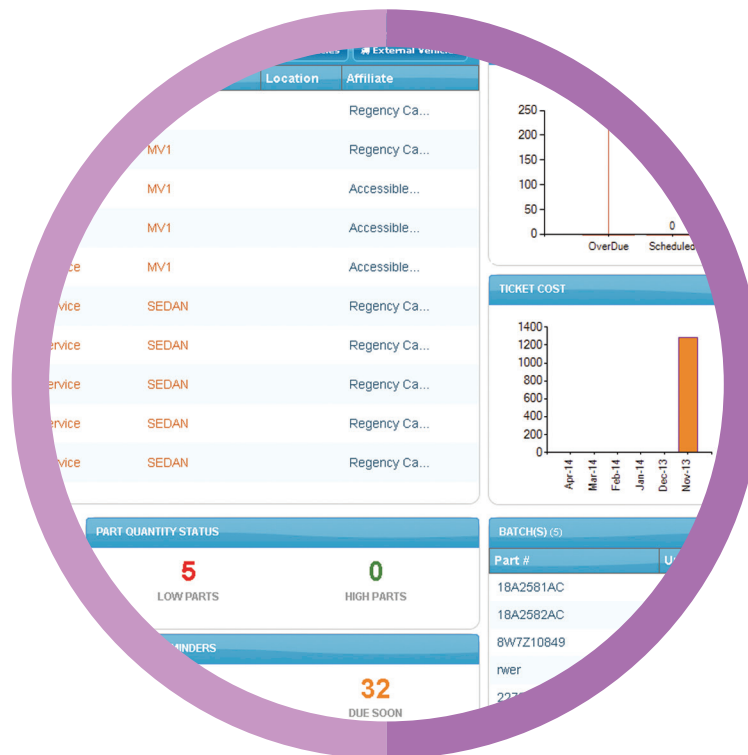 External Vehicles
Location Affiliate
Regency Ca...
MV1 Regency Ca...
MV1 Accessible...
MV1 Accessible...
MV1 Accessible...
SEDAN Regency Ca...
SEDAN Regency Ca...
SEDAN Regency Ca...
SEDAN Regency Ca...
SEDAN Regency Ca...
250
200
150
100
50
0
0
OverDue Scheduled
TICKET COST
1400
1200
1000
800
600
400
200
0
Apr-14
Mar-14
Feb-14
Jan-14
Dec-13
Nov-13
PART QUANTITY STATUS
5
LOW PARTS
0
HIGH PARTS
32
DUE SOON
BATCH(S) (5)
Part #
18A2581AC
18A2582AC
8W7Z10849
rwer